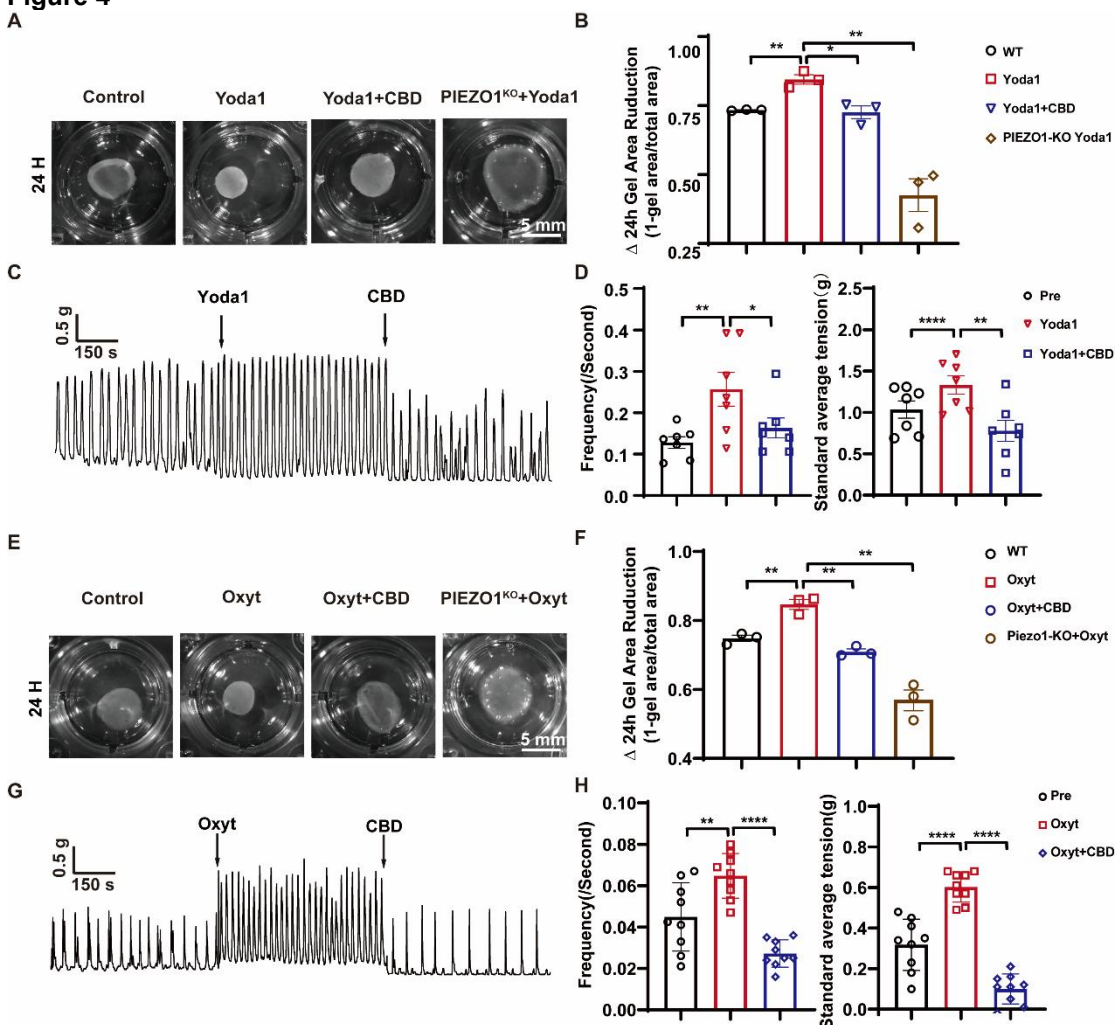 Figure 4
A
Control
Yoda1
Yoda1+CBD
PIEZO1KO+Yoda1
24 H
5 mm
B
Δ 24h Gel Area Ruduction
(1-gel area/total area)
1.00
0.75
0.50
0.25
**
*
**
WT
Yoda1
Yoda1+CBD
PIEZO1-KO Yoda1
C
0.5 g
150 s
Yoda1
CBD
D
Frequency(/Second)
0.5
0.4
0.3
0.2
0.1
0.0
**
*
Standard average tension(g)
2.5
2.0
1.5
1.0
0.5
0.0
****
**
Pre
Yoda1
Yoda1+CBD
E
Control
Oxyt
Oxyt+CBD
PIEZO1KO+Oxyt
24 H
5 mm
F
Δ 24h Gel Area Ruduction
(1-gel area/total area)
1.0
0.8
0.6
0.4
**
**
**
WT
Oxyt
Oxyt+CBD
Piezo1-KO+Oxyt
G
0.5 g
150 s
Oxyt
CBD
H
Frequency(/Second)
0.10
0.08
0.06
0.04
0.02
0.00
**
****
Standard average tension(g)
1.0
0.8
0.6
0.4
0.2
0.0
****
****
Pre
Oxyt
Oxyt+CBD